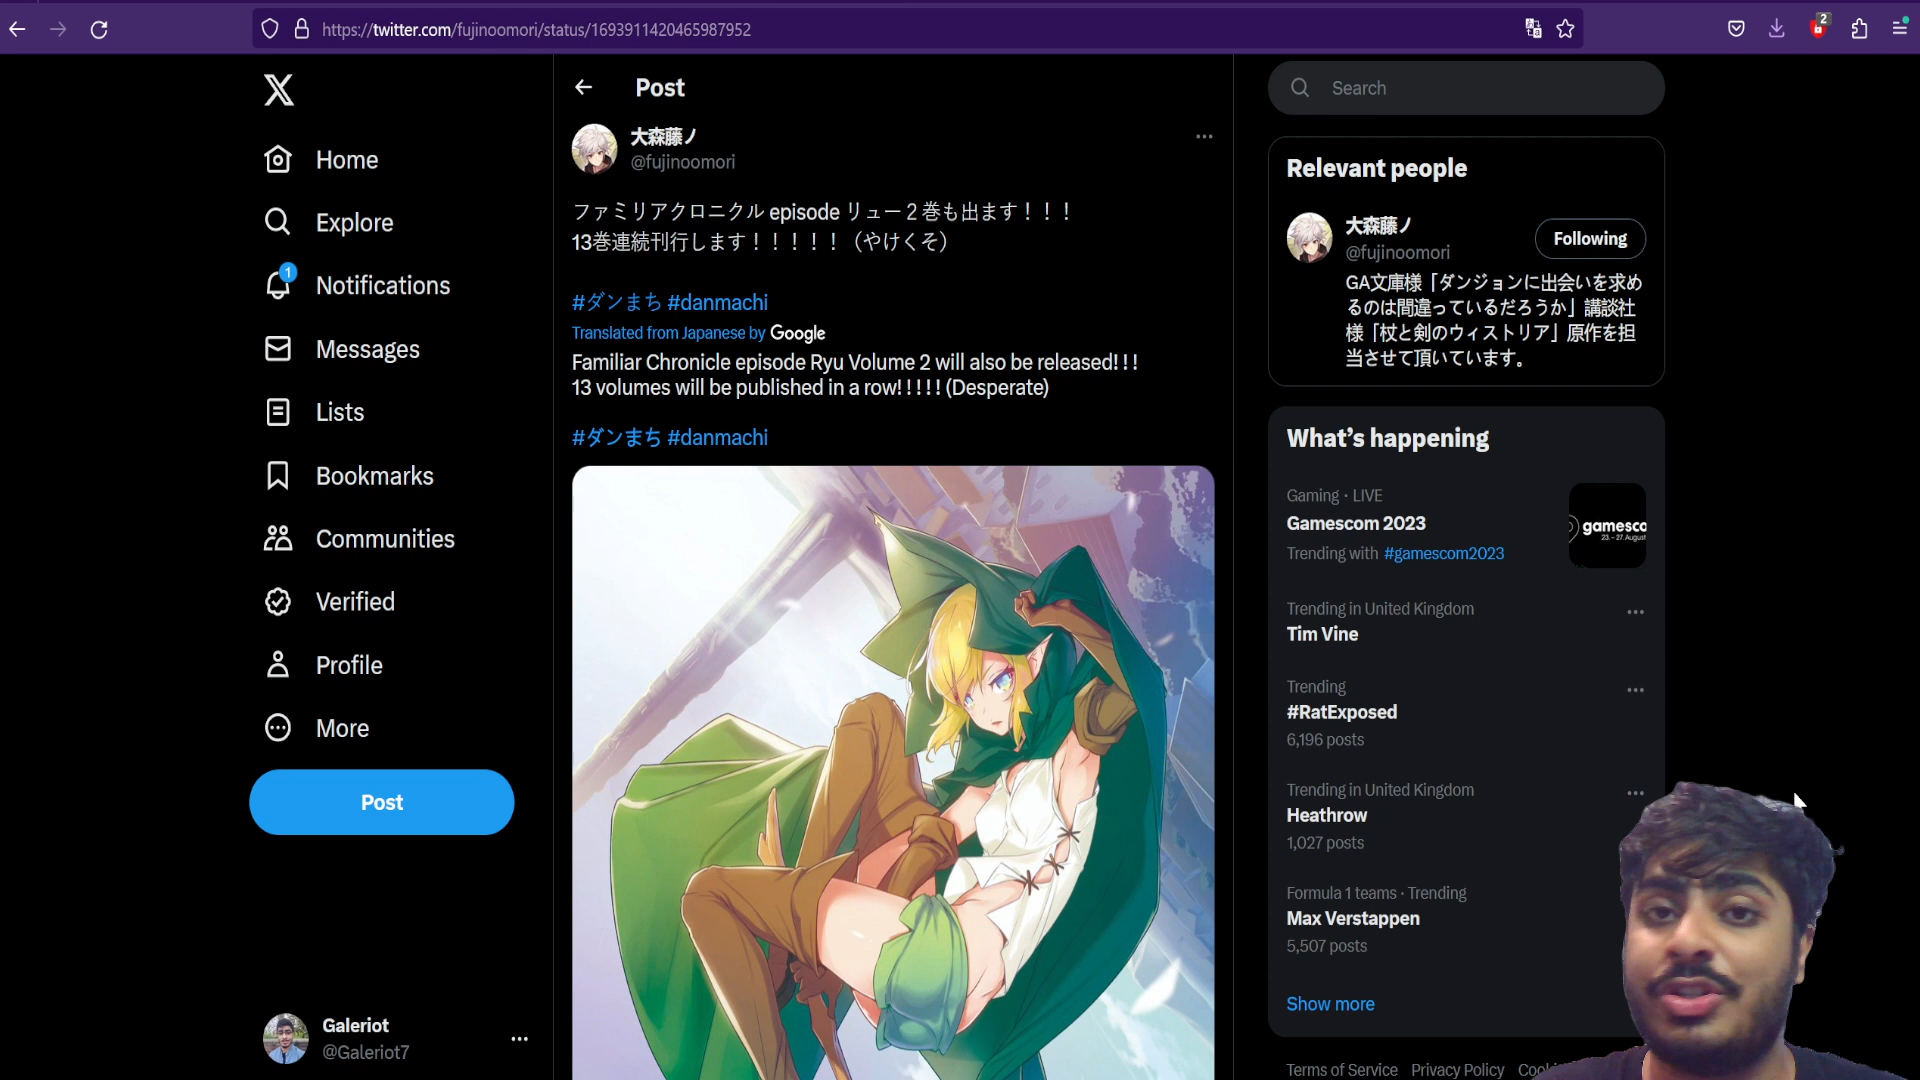 https://twitter.com/fujinoomori/status/1693911420465987952
2
Home
Explore
1
Notifications
Messages
Lists
Bookmarks
Communities
Verified
Profile
More
Post
Galeriot
@Galeriot7
Post
大森藤ノ
@fujinoomori
ファミリアクロニクル episode リュー２巻も出ます！！！
13巻連続刊行します！！！！！（やけくそ）
#ダンまち #danmachi
Translated from Japanese by Google
Familiar Chronicle episode Ryu Volume 2 will also be released!!!
13 volumes will be published in a row!!!!! (Desperate)
#ダンまち #danmachi
Search
Relevant people
大森藤ノ
@fujinoomori
Following
GA文庫様「ダンジョンに出会いを求め
るのは間違っているだろうか」講談社
様「杖と剣のウィストリア」原作を担
当させて頂いています。
What's happening
Gaming · LIVE
Gamescom 2023
Trending with #gamescom2023
gamesco
23. – 27. August
Trending in United Kingdom
Tim Vine
Trending
#RatExposed
6,196 posts
Trending in United Kingdom
Heathrow
1,027 posts
Formula 1 teams · Trending
Max Verstappen
5,507 posts
Show more
Terms of Service Privacy Policy